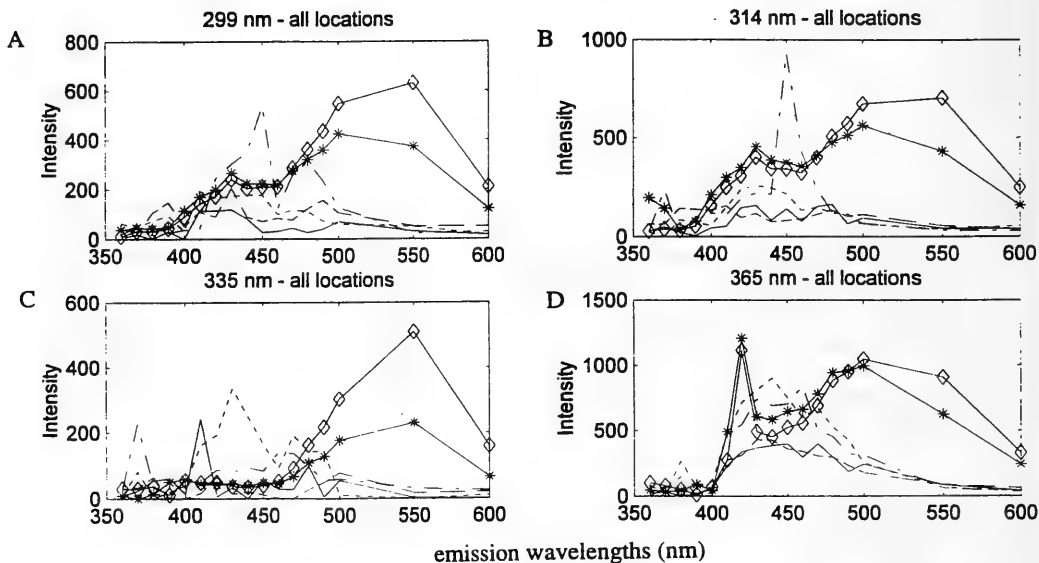 A
299 nm - all locations
Intensity
800
600
400
200
0
350 400 450 500 550 600
B
314 nm - all locations
Intensity
1000
500
0
350 400 450 500 550 600
C
335 nm - all locations
Intensity
600
400
200
0
350 400 450 500 550 600
D
365 nm - all locations
Intensity
1500
1000
500
0
350 400 450 500 550 600
emission wavelengths (nm)